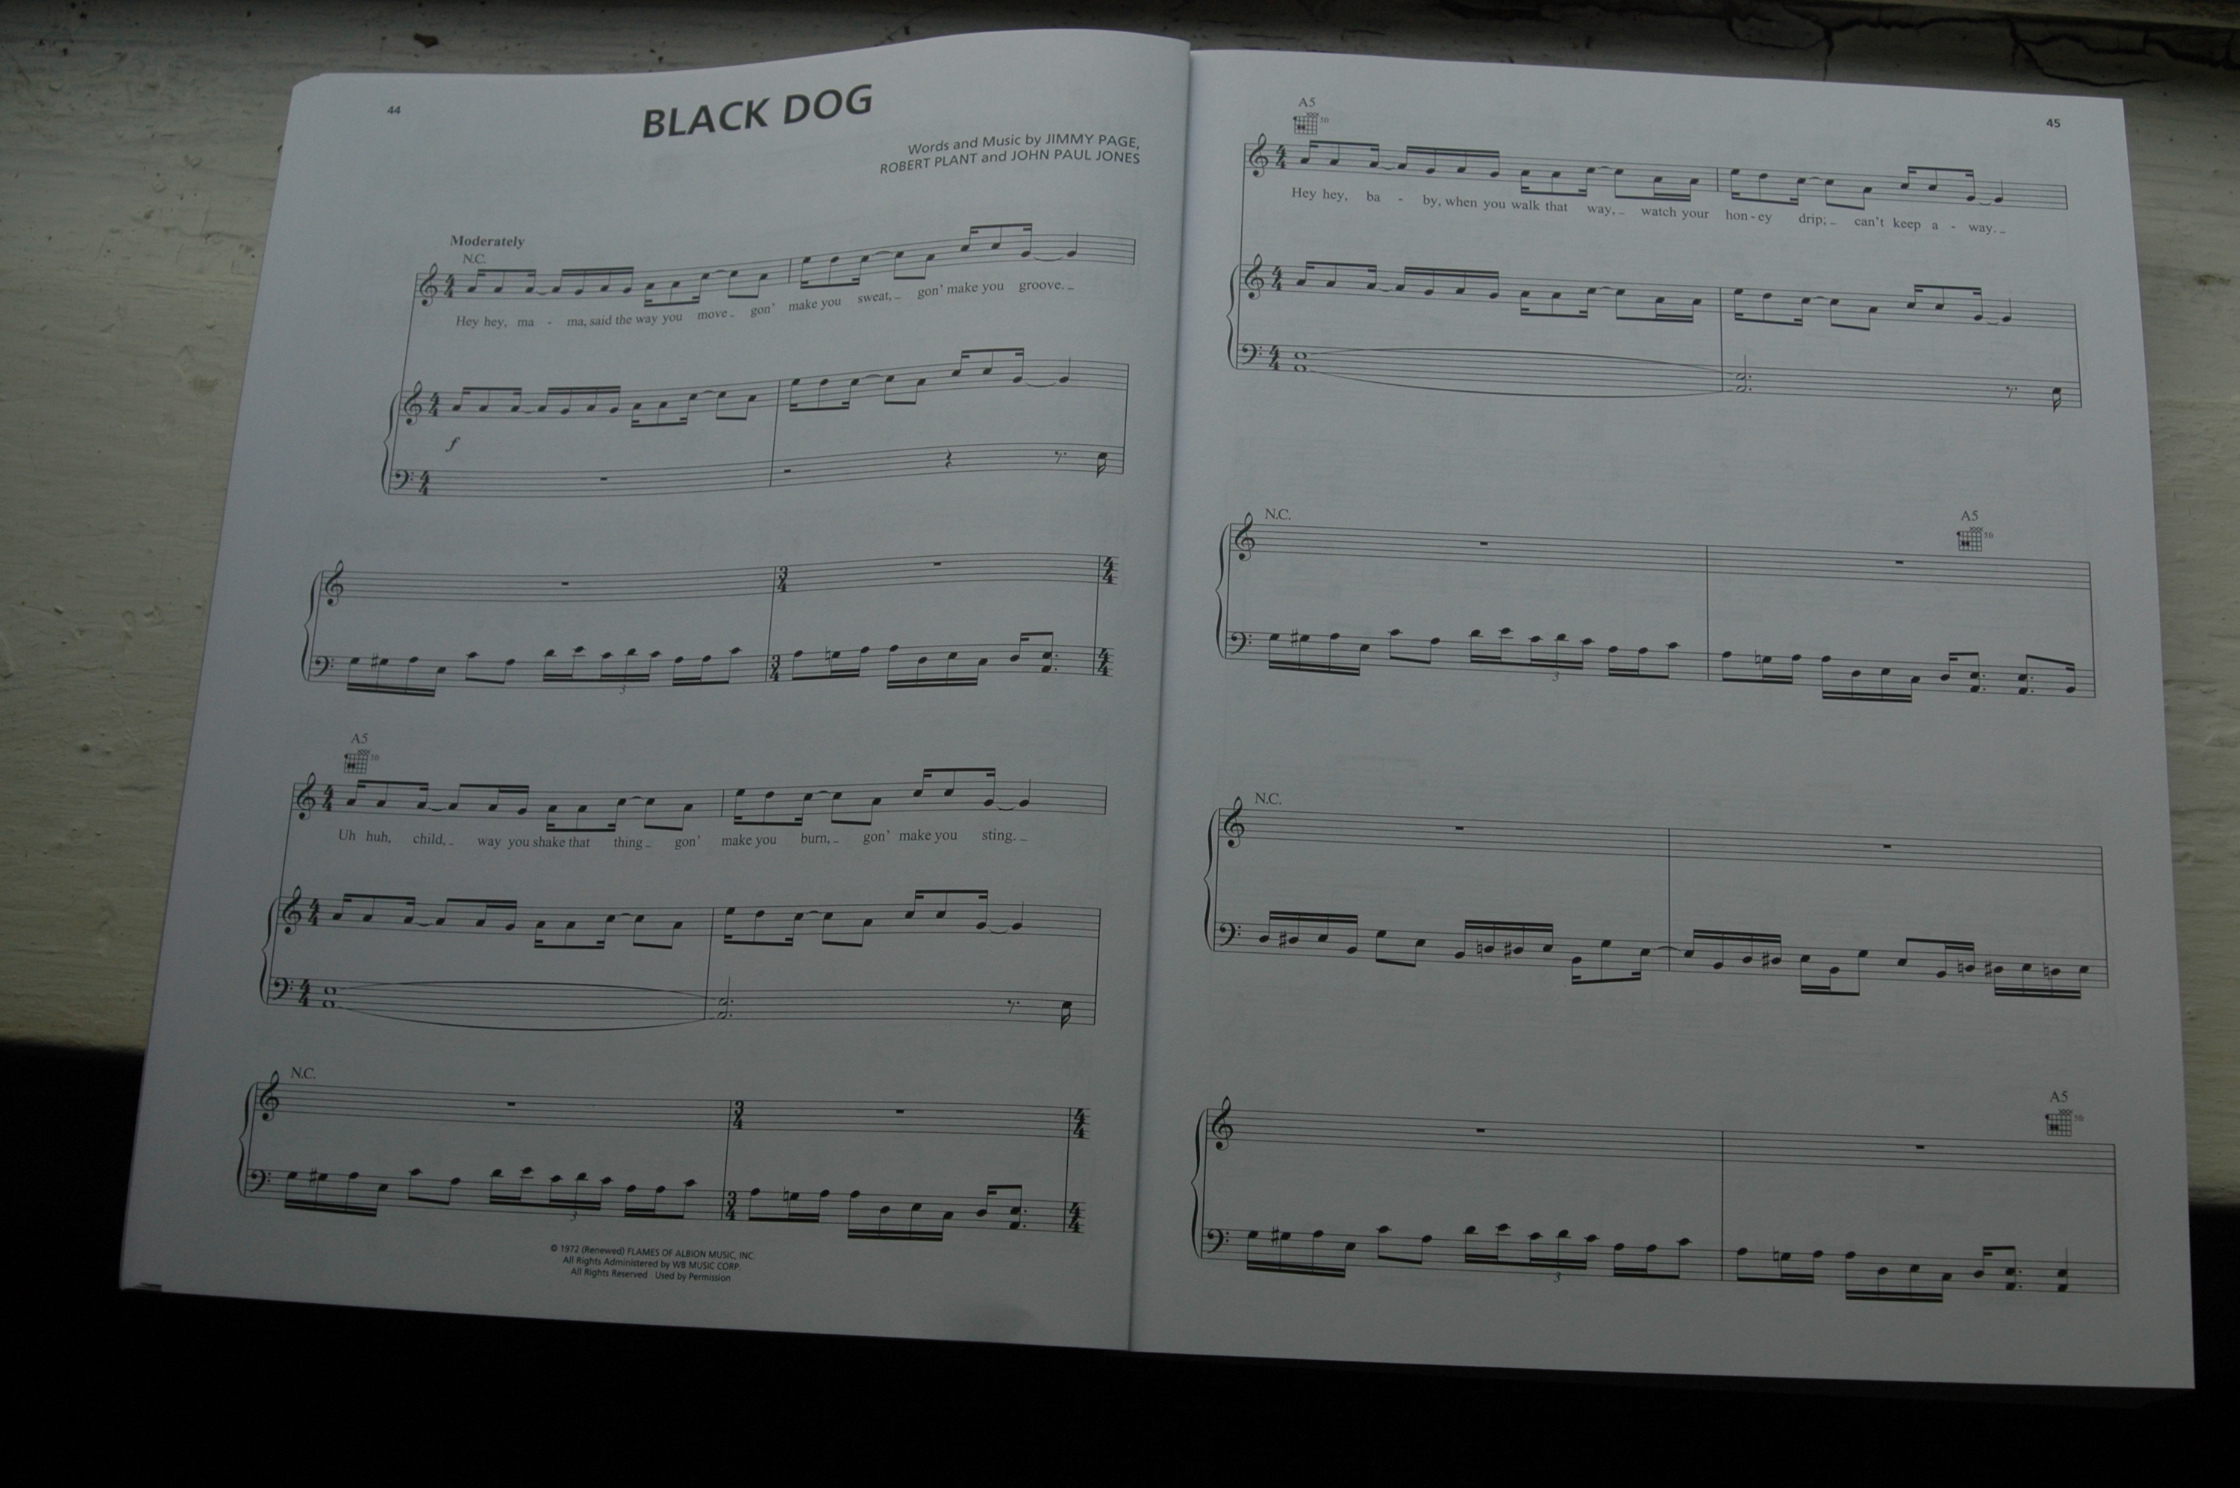 44
BLACK DOG
Words and Music by JIMMY PAGE,
ROBERT PLANT and JOHN PAUL JONES
Moderately
N.C.
Hey hey, ma - ma, said the way you move gon' make you sweat, gon' make you groove.
f
3
A5
Uh huh, child, way you shake that thing gon' make you burn, gon' make you sting.
N.C.
3
© 1972 (Renewed) FLAMES OF ALBION MUSIC, INC.
All Rights Administered by WB MUSIC CORP.
All Rights Reserved Used by Permission
45
A5
Hey hey, ba - by, when you walk that way, watch your hon - ey drip; can't keep a - way.
N.C. A5
3
N.C.
A5
3